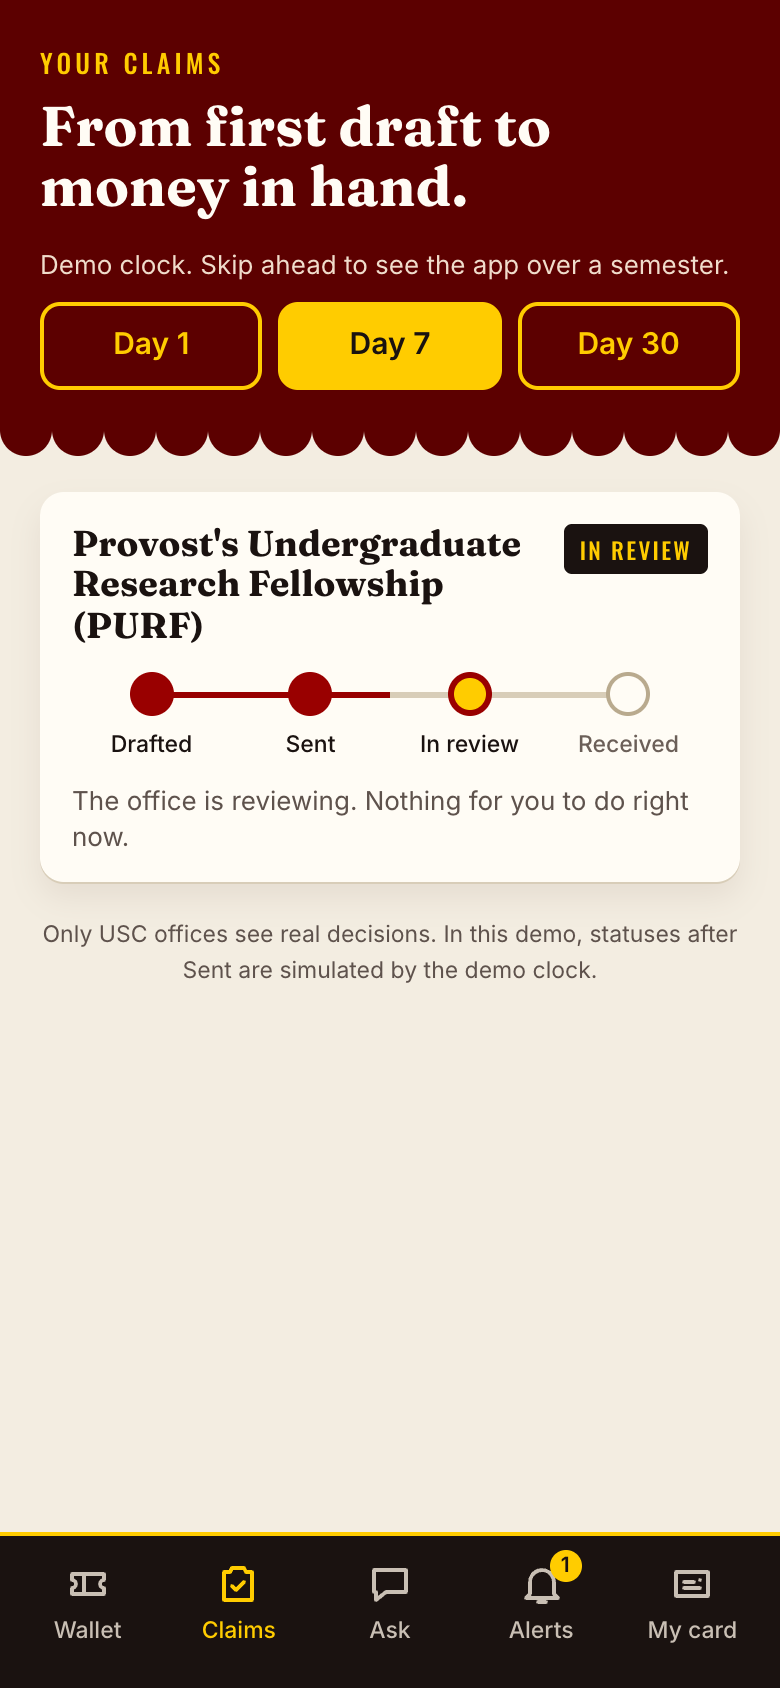 YOUR CLAIMS
From first draft to
money in hand.
Demo clock. Skip ahead to see the app over a semester.
Day 1
Day 7
Day 30
Provost's Undergraduate
Research Fellowship
(PURF)
IN REVIEW
Drafted
Sent
In review
Received
The office is reviewing. Nothing for you to do right
now.
Only USC offices see real decisions. In this demo, statuses after
Sent are simulated by the demo clock.
1
Wallet
Claims
Ask
Alerts
My card